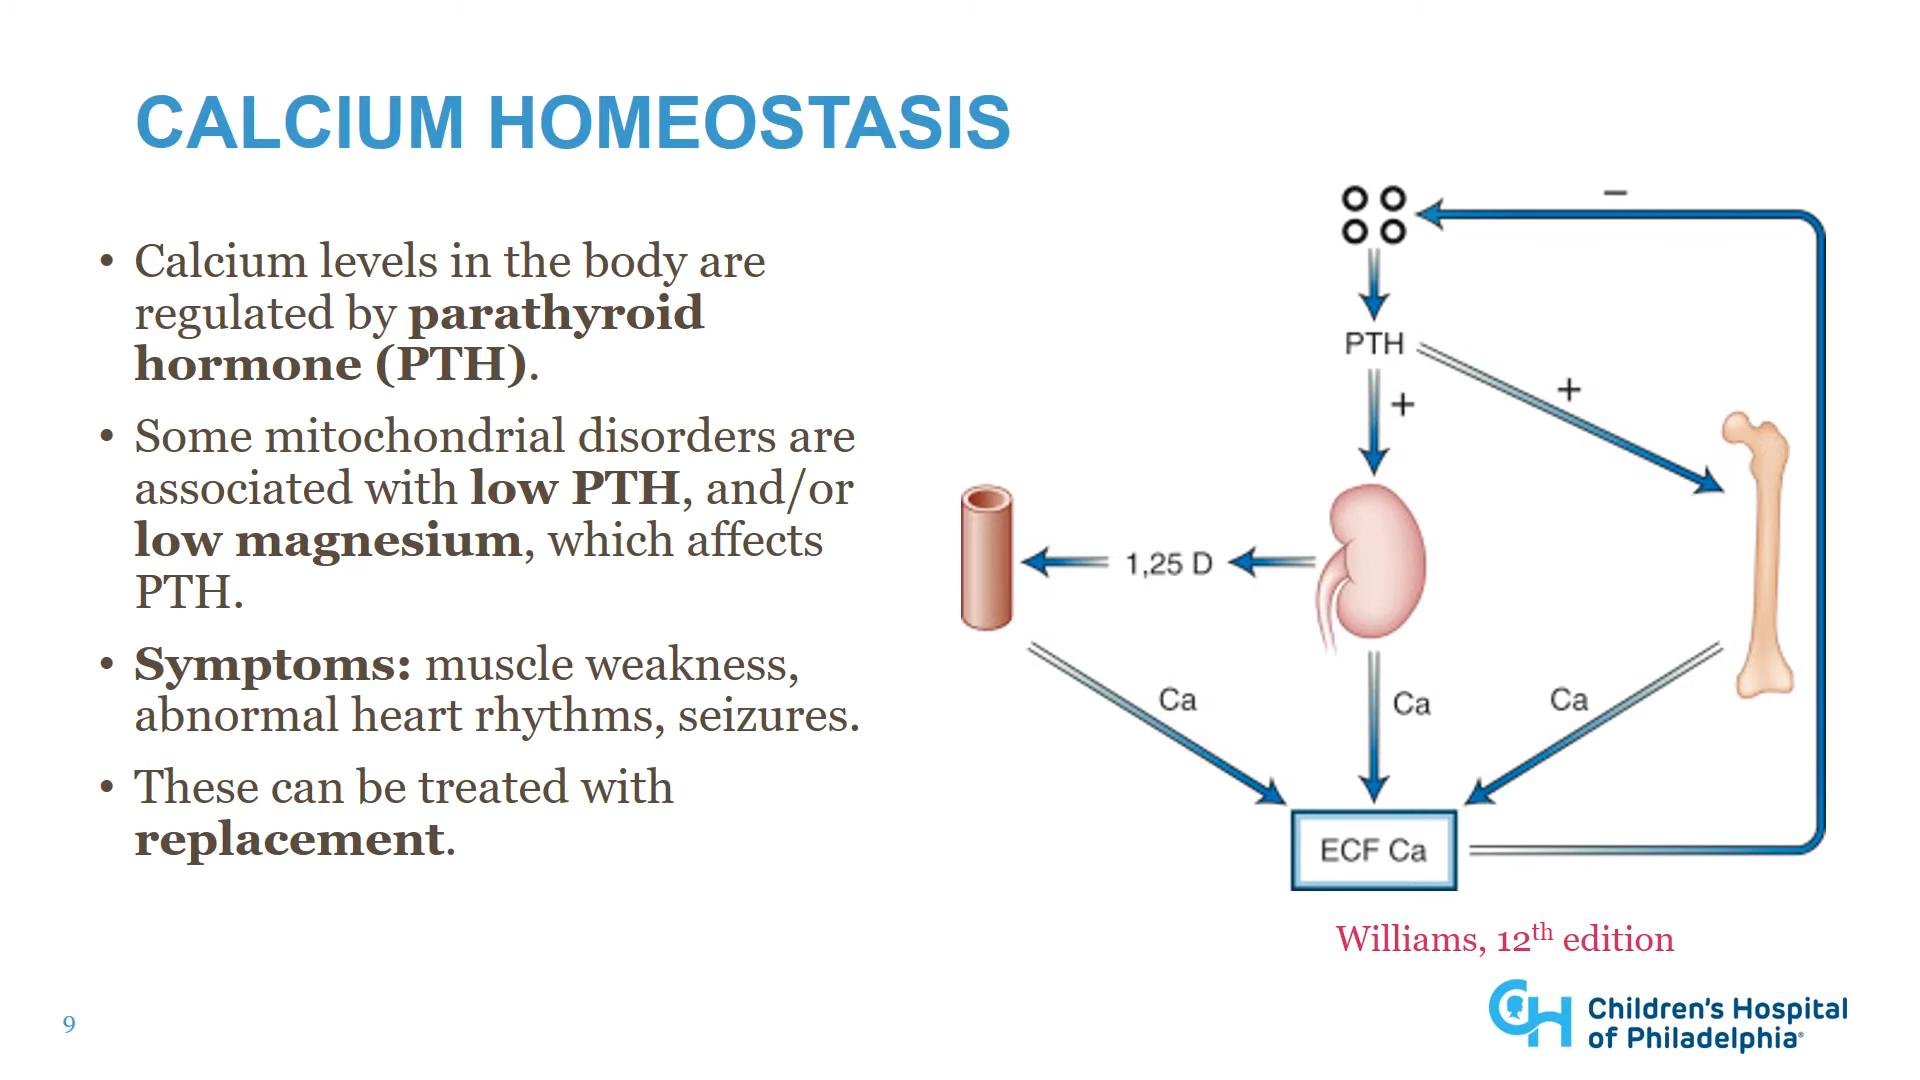 CALCIUM HOMEOSTASIS
• Calcium levels in the body are
regulated by parathyroid
hormone (PTH).
• Some mitochondrial disorders are
associated with low PTH, and/or
low magnesium, which affects
PTH.
• Symptoms: muscle weakness,
abnormal heart rhythms, seizures.
• These can be treated with
replacement.
−
PTH
+
+
1,25 D
Ca
Ca
Ca
ECF Ca
Williams, 12th edition
9
CH
Children's Hospital
of Philadelphia®